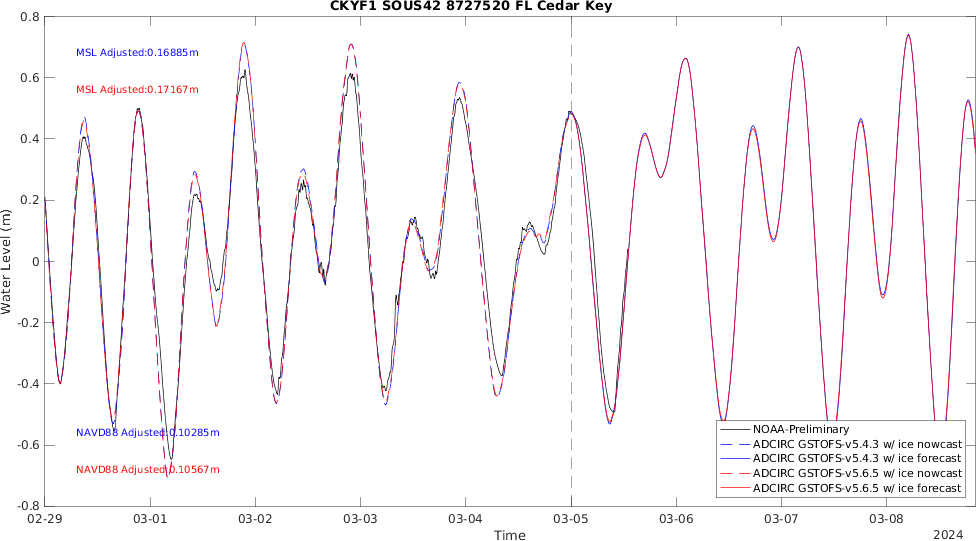 CKYF1 SOUS42 8727520 FL Cedar Key
0.8
0.6
0.4
0.2
0
-0.2
-0.4
-0.6
-0.8
Water Level (m)
MSL Adjusted:0.16885m
MSL Adjusted:0.17167m
NAVD88 Adjusted:0.10285m
NAVD88 Adjusted:0.10567m
NOAA-Preliminary
ADCIRC GSTOFS-v5.4.3 w/ ice nowcast
ADCIRC GSTOFS-v5.4.3 w/ ice forecast
ADCIRC GSTOFS-v5.6.5 w/ ice nowcast
ADCIRC GSTOFS-v5.6.5 w/ ice forecast
02-29 03-01 03-02 03-03 03-04 03-05 03-06 03-07 03-08
Time
2024